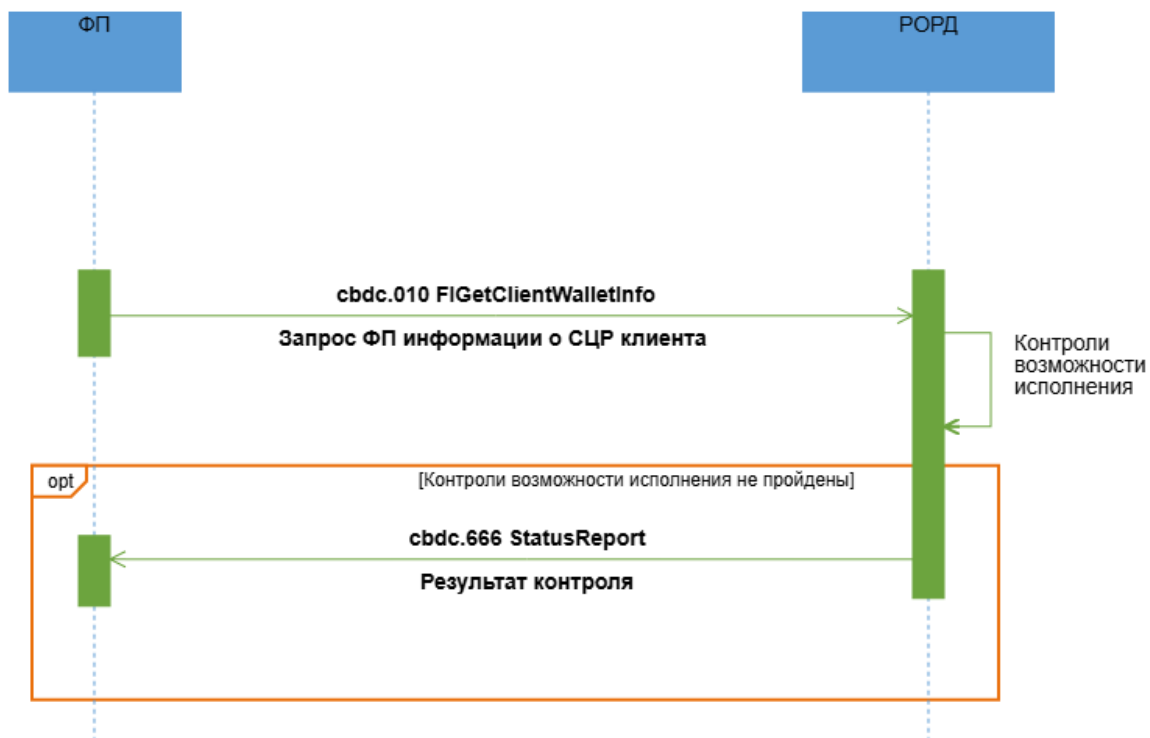 ФП
РОРД
cbdc.010 FIGetClientWalletInfo
Запрос ФП информации о СЦР клиента
Контроли
возможности
исполнения
opt
[Контроли возможности исполнения не пройдены]
cbdc.666 StatusReport
Результат контроля